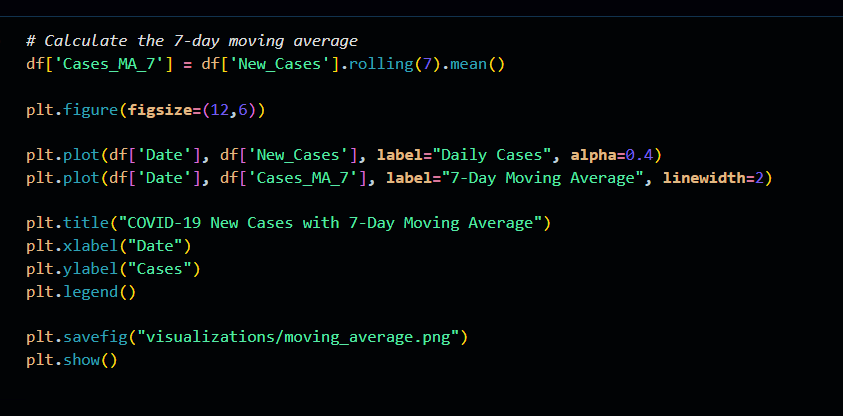 # Calculate the 7-day moving average
df['Cases_MA_7'] = df['New_Cases'].rolling(7).mean()
plt.figure(figsize=(12,6))
plt.plot(df['Date'], df['New_Cases'], label="Daily Cases", alpha=0.4)
plt.plot(df['Date'], df['Cases_MA_7'], label="7-Day Moving Average", linewidth=2)
plt.title("COVID-19 New Cases with 7-Day Moving Average")
plt.xlabel("Date")
plt.ylabel("Cases")
plt.legend()
plt.savefig("visualizations/moving_average.png")
plt.show()